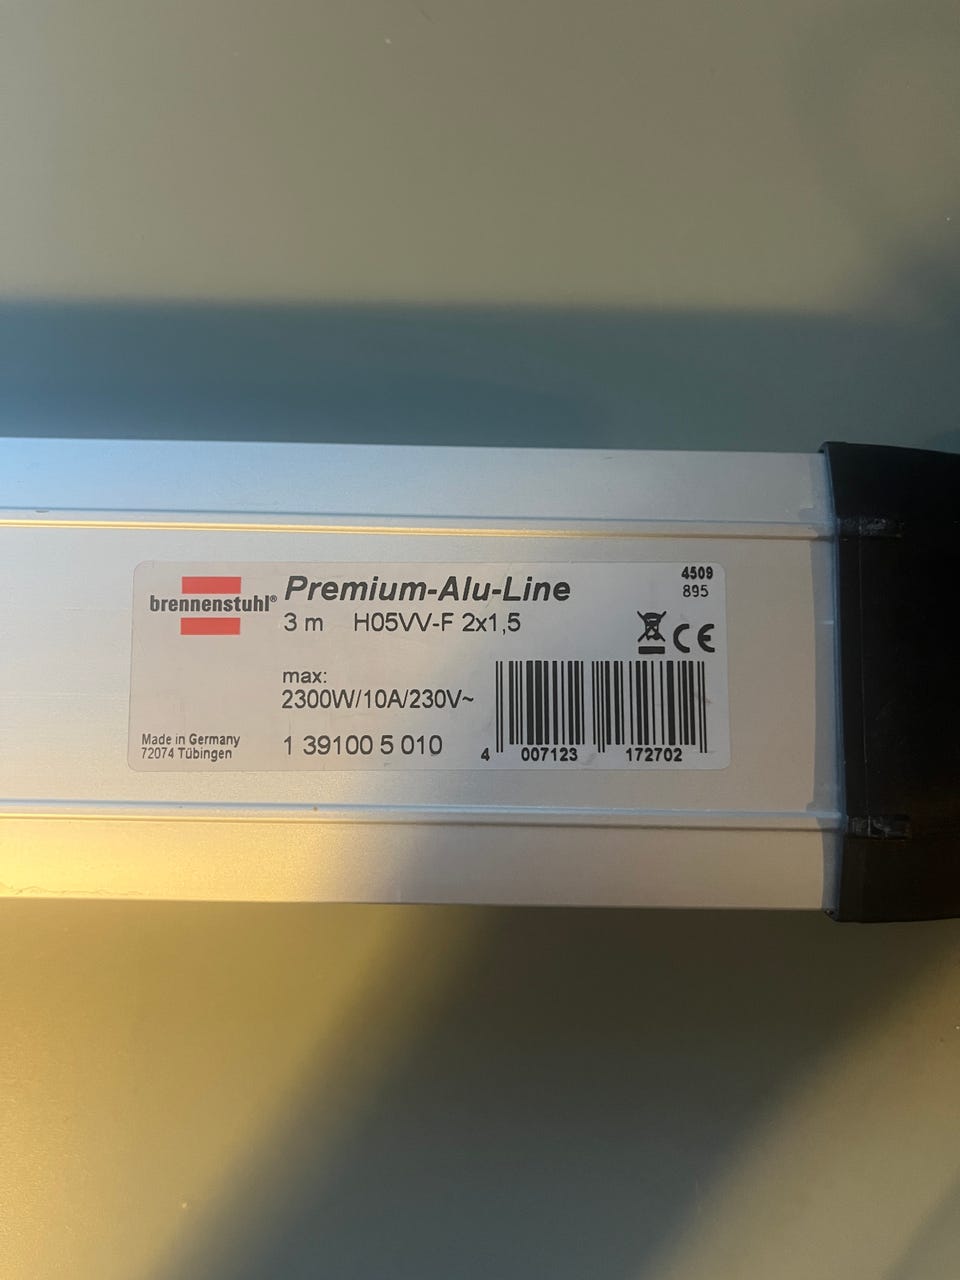 brennenstuhl®
Premium-Alu-Line
3 m H05VV-F 2x1,5
4509
895
CE
max:
2300W/10A/230V~
Made in Germany
72074 Tübingen
1 39100 5 010
4 007123 172702